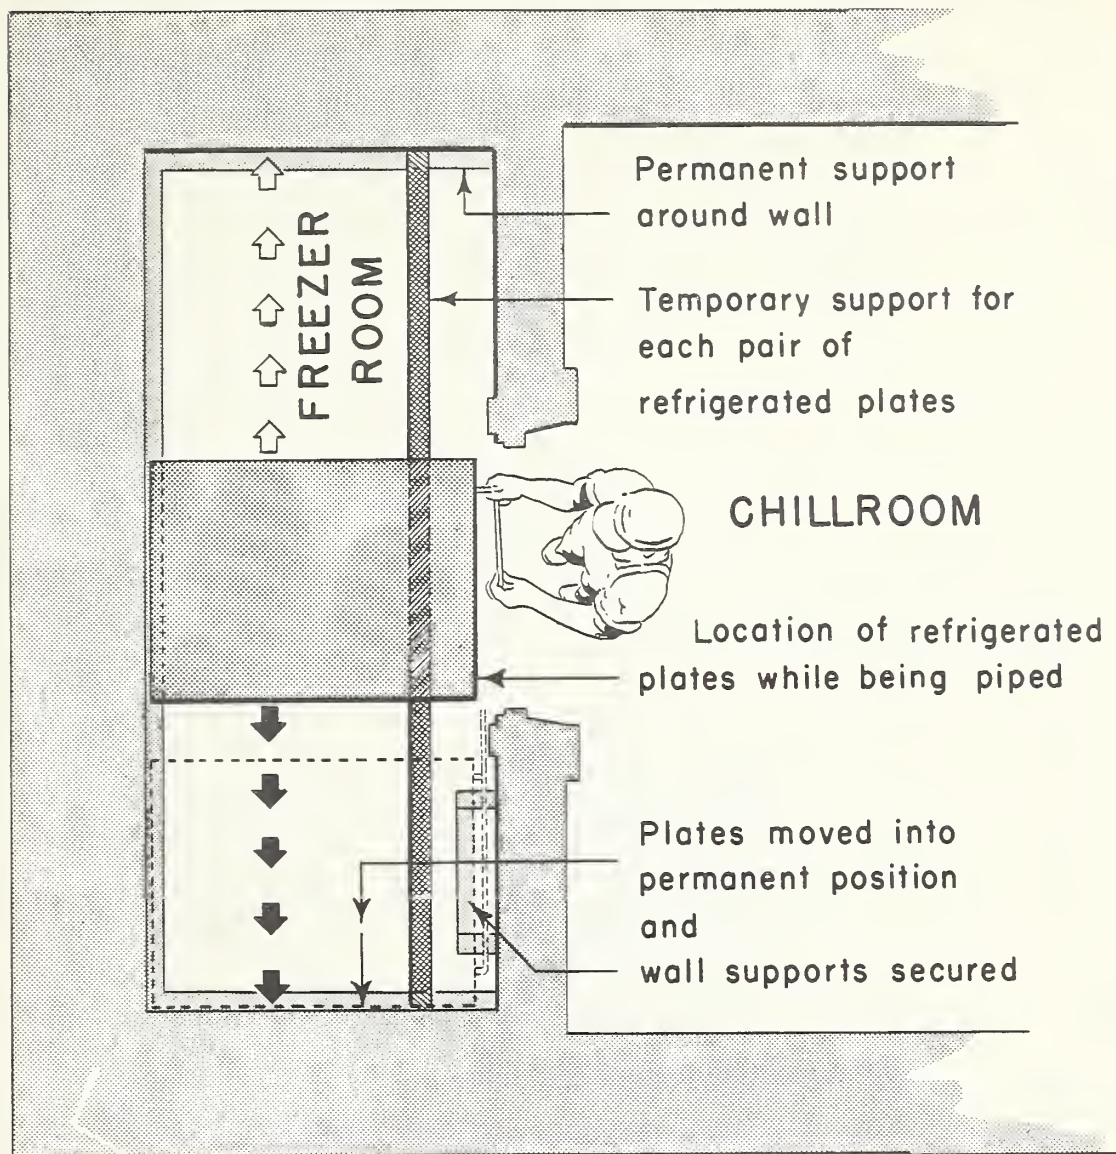 Permanent support
around wall
FREEZER
ROOM
Temporary support for
each pair of
refrigerated plates
CHILLROOM
Location of refrigerated
plates while being piped
Plates moved into
permanent position
and
wall supports secured